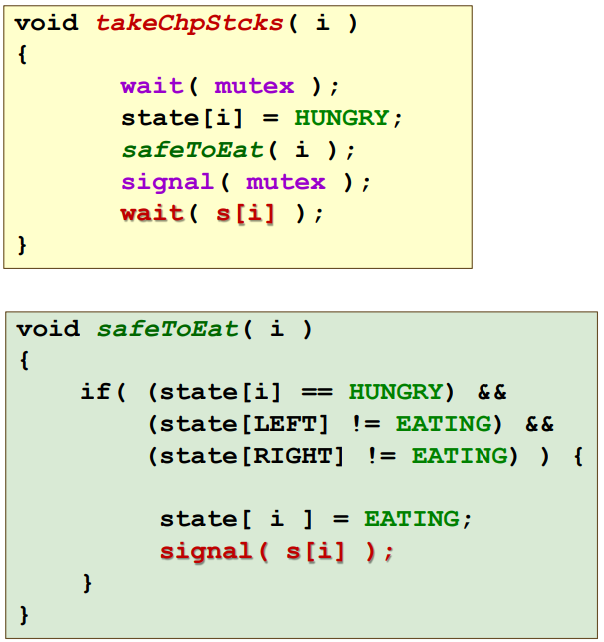 void takeChpStcks( i )
{
wait( mutex );
state[i] = HUNGRY;
safeToEat( i );
signal( mutex );
wait( s[i] );
}
void safeToEat( i )
{
if( (state[i] == HUNGRY) &&
(state[LEFT] != EATING) &&
(state[RIGHT] != EATING) ) {
state[ i ] = EATING;
signal( s[i] );
}
}